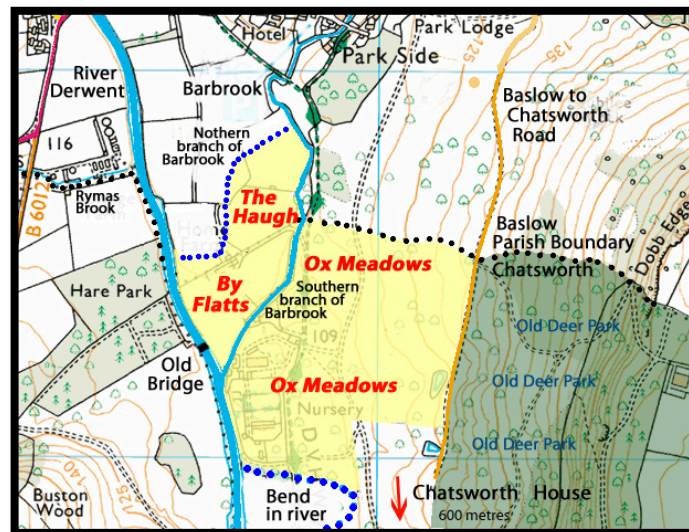 Hotel
Park Lodge
125
135
Park Side
River
Derwent
Barbrook
Baslow to
Chatsworth
Road
116
Nothern
branch of
Barbrook
Rymas
Brook
B6012
The
Haugh
Baslow
Parish Boundary
Chatsworth
Dobb Edge
Ox Meadows
By
Flatts
Southern
branch of
Barbrook
Hare Park
109
Old Deer Park
Old
Bridge
Ox Meadows
Old Deer Park
Nursery
Old Deer Park
140
125
Buston
Wood
Bend
in river
Chatsworth House
600 metres